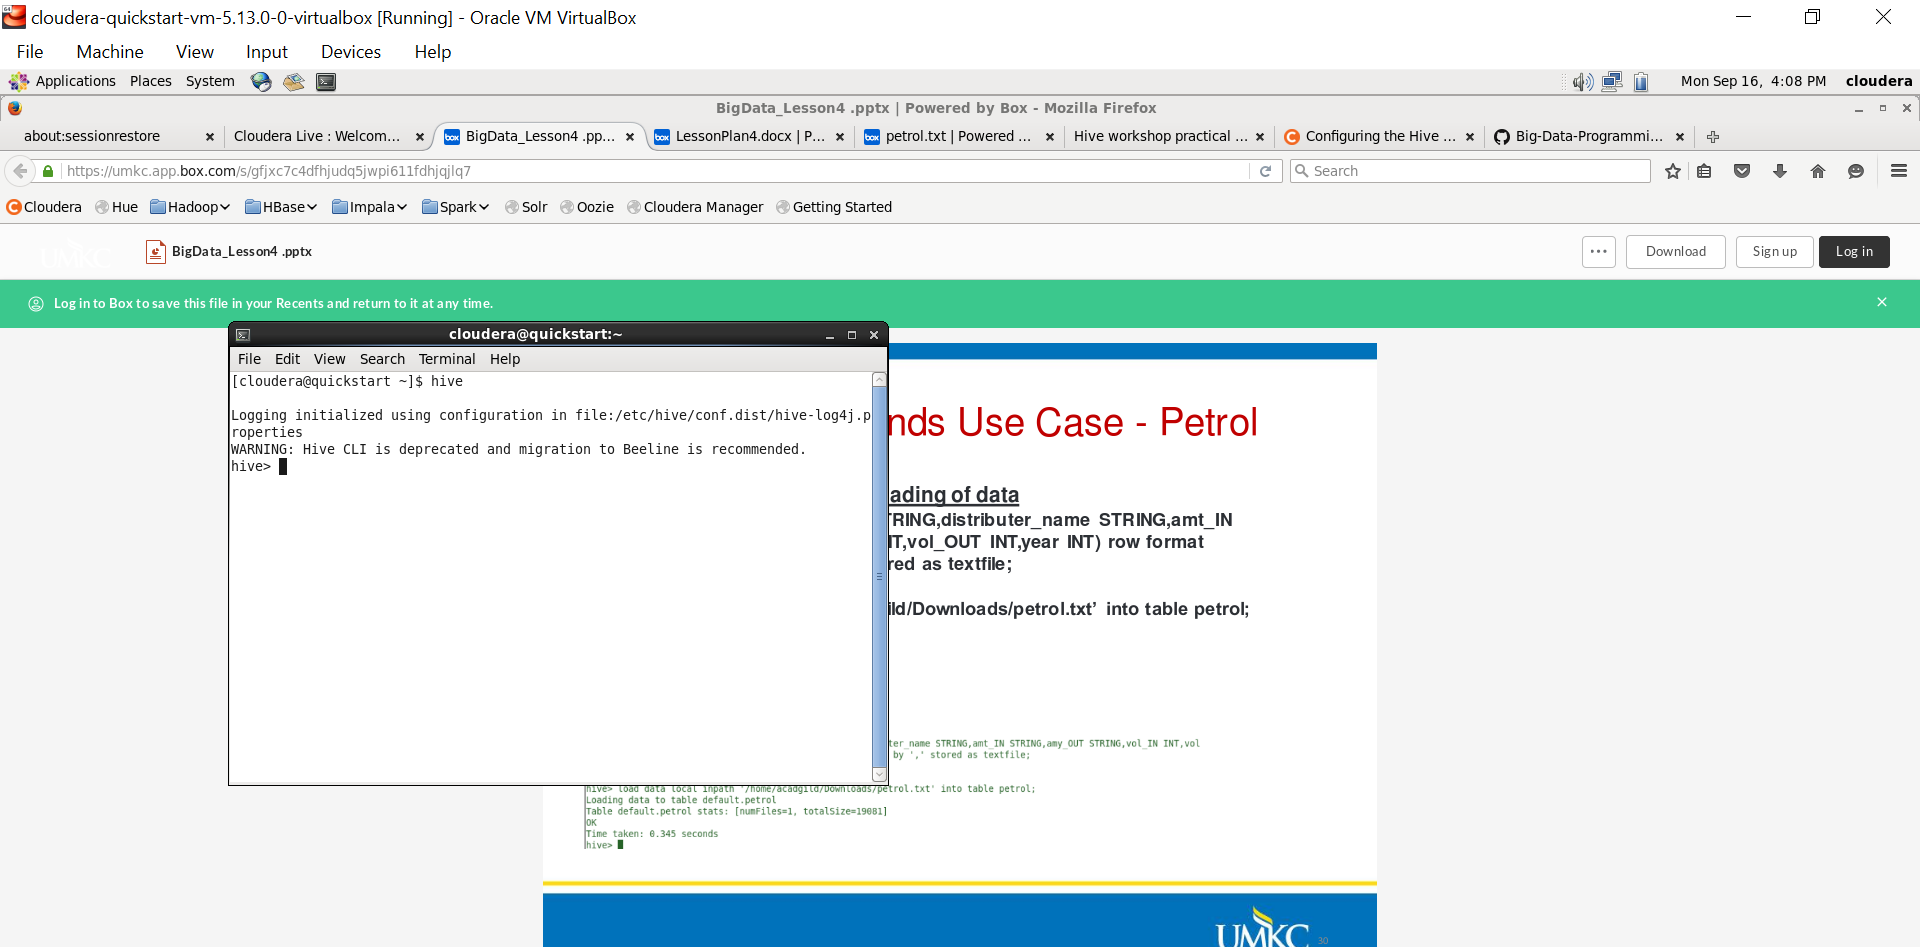 cloudera-quickstart-vm-5.13.0-0-virtualbox [Running] - Oracle VM VirtualBox
File Machine View Input Devices Help
Applications Places System Mon Sep 16, 4:08 PM cloudera
BigData_Lesson4 .pptx | Powered by Box - Mozilla Firefox
about:sessionrestore Cloudera Live : Welcom... BigData_Lesson4 .pp... LessonPlan4.docx | P... petrol.txt | Powered ... Hive workshop practical ... Configuring the Hive ... Big-Data-Programmi...
https://umkc.app.box.com/s/gfjxc7c4dfhjudq5jwpi611fdhjqjlq7 Search
Cloudera Hue Hadoop HBase Impala Spark Solr Oozie Cloudera Manager Getting Started
UMKC BigData_Lesson4 .pptx ... Download Sign up Log in
Log in to Box to save this file in your Recents and return to it at any time.
cloudera@quickstart:~
File Edit View Search Terminal Help
[cloudera@quickstart ~]$ hive
Logging initialized using configuration in file:/etc/hive/conf.dist/hive-log4j.p
roperties
WARNING: Hive CLI is deprecated and migration to Beeline is recommended.
hive>
nds Use Case - Petrol
ading of data
TRING,distributer_name STRING,amt_IN
IT,vol_OUT INT,year INT) row format
red as textfile;
ild/Downloads/petrol.txt’ into table petrol;
ter_name STRING,amt_IN STRING,amy_OUT STRING,vol_IN INT,vol
by ',' stored as textfile;
hive> load data local inpath '/home/acadgild/Downloads/petrol.txt' into table petrol;
Loading data to table default.petrol
Table default.petrol stats: [numFiles=1, totalSize=19081]
OK
Time taken: 0.345 seconds
hive>
UMKC 30